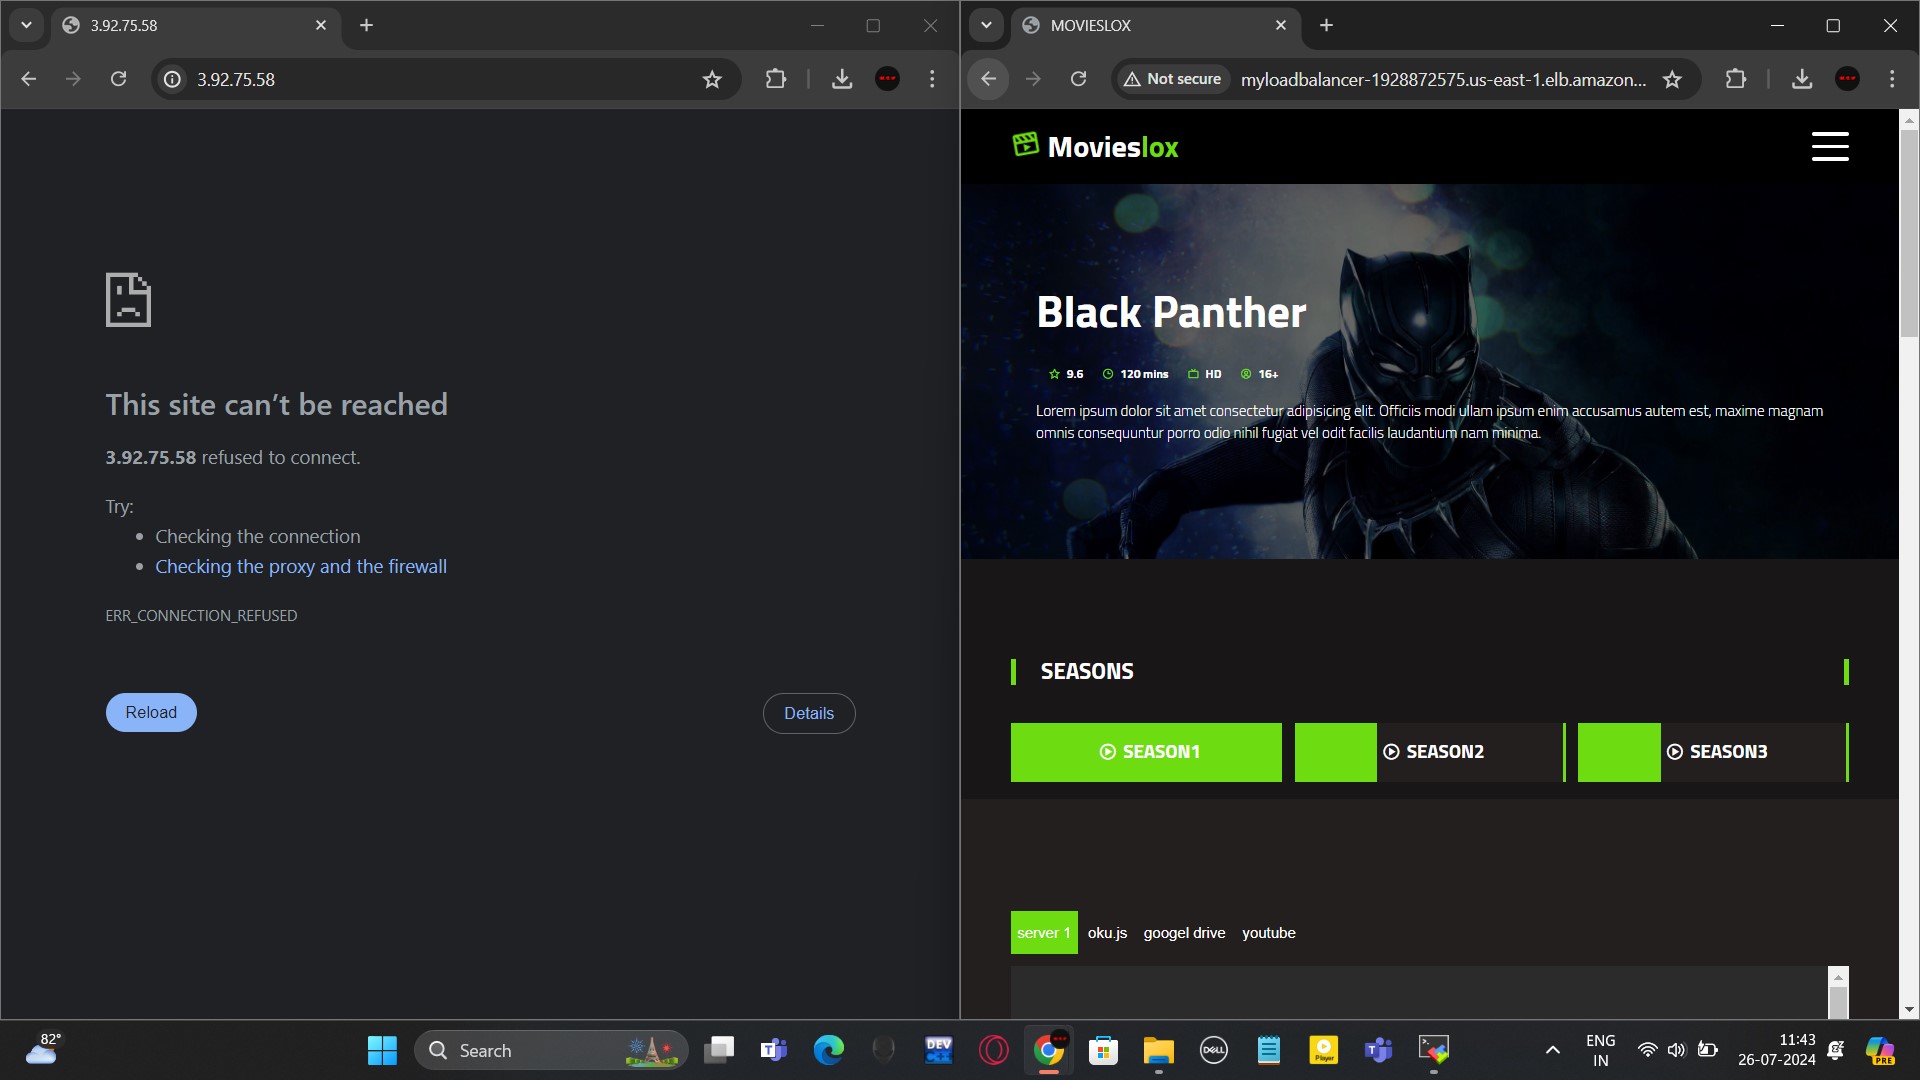 3.92.75.58
3.92.75.58
This site can’t be reached
3.92.75.58 refused to connect.
Try:
Checking the connection
Checking the proxy and the firewall
ERR_CONNECTION_REFUSED
Reload
Details
MOVIESLOX
Not secure
myloadbalancer-1928872575.us-east-1.elb.amazon...
Movieslox
Black Panther
9.6 120 mins HD 16+
Lorem ipsum dolor sit amet consectetur adipisicing elit. Officiis modi ullam ipsum enim accusamus autem est, maxime magnam
omnis consequuntur porro odio nihil fugiat vel odit facilis laudantium nam minima.
SEASONS
SEASON1
SEASON2
SEASON3
server 1 oku.js googel drive youtube
82°
Search
DEV
C++
DELL
Player
ENG
IN
11:43
26-07-2024
PRE